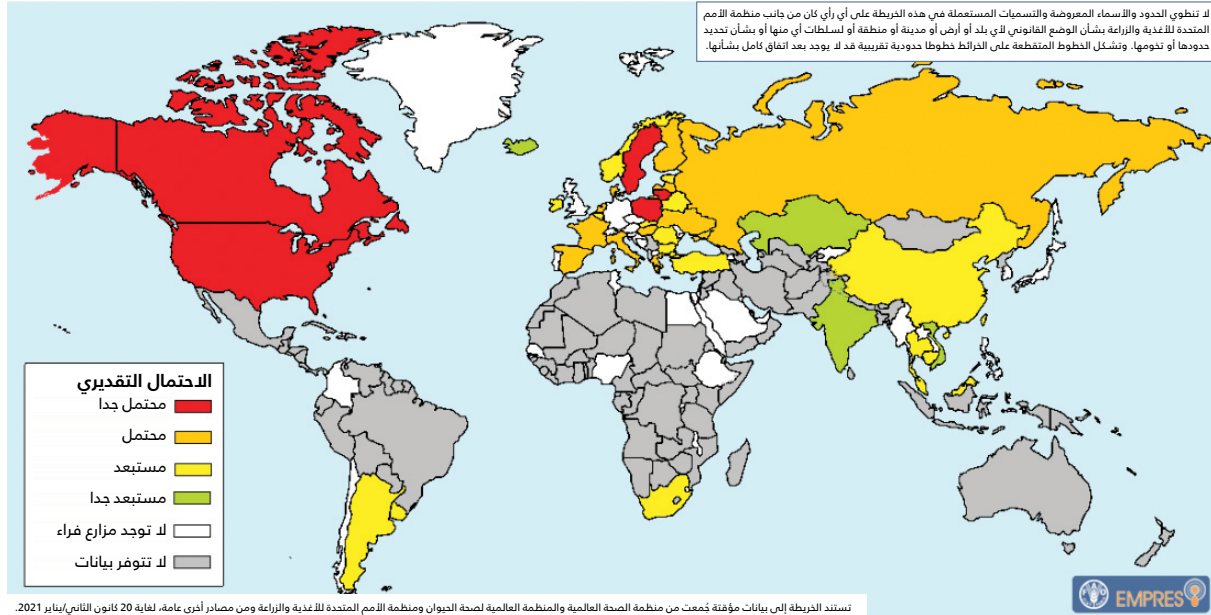 لا تنطوي الحدود والأسماء المعروضة والتسميات المستعملة في هذه الخريطة على أي رأي كان من جانب منظمة الأمم
المتحدة للأغذية والزراعة بشأن الوضع القانوني لأي بلد أو أرض أو مدينة أو منطقة أو لسلطات أي منها أو بشأن تحديد
حدودها أو تخومها. وتشكل الخطوط المتقطعة على الخرائط خطوطا حدودية تقريبية قد لا يوجد بعد اتفاق كامل بشأنها.
الاحتمال التقديري
محتمل جدا
محتمل
مستبعد
مستبعد جدا
لا توجد مزارع فراء
لا تتوفر بيانات
EMPRES
تستند الخريطة إلى بيانات مؤقتة جُمعت من منظمة الصحة العالمية والمنظمة العالمية لصحة الحيوان ومنظمة الأمم المتحدة للأغذية والزراعة ومن مصادر أخرى عامة، لغاية 20 كانون الثاني/يناير 2021.